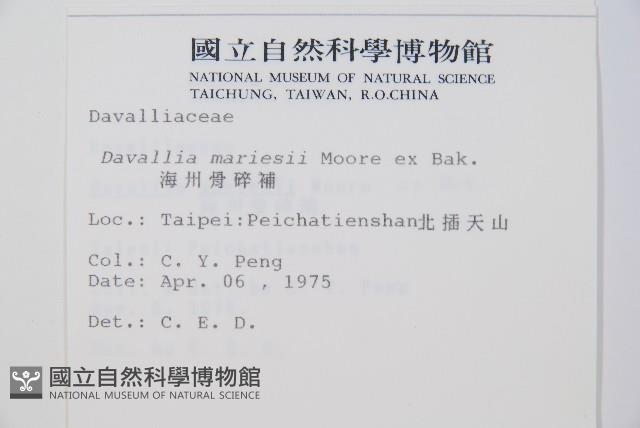 國立自然科學博物館
NATIONAL MUSEUM OF NATURAL SCIENCE
TAICHUNG, TAIWAN, R.O.CHINA
Davalliaceae
Davallia mariesii Moore ex Bak.
海州骨碎補
Loc.: Taipei:Peichatienshan北插天山
Col.: C. Y. Peng
Date: Apr. 06 , 1975
Det.: C. E. D.
國立自然科學博物館
NATIONAL MUSEUM OF NATURAL SCIENCE